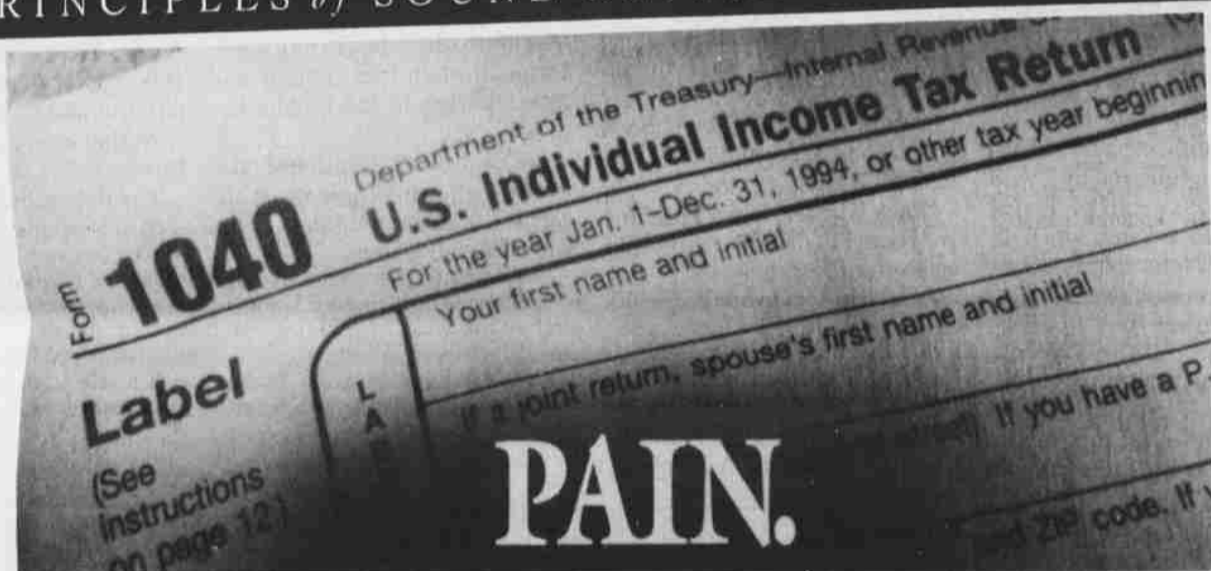 PRINCIPLES of SOUND
Department of the Treasury—Internal Revenue
Form 1040 U.S. Individual Income Tax Return
For the year Jan. 1–Dec. 31, 1994, or other tax year beginnin
Your first name and initial
Label
L
A
If a joint return, spouse's first name and initial
(See
instructions
on page 12.)
If you have a P.
ZIP code. If y
PAIN.